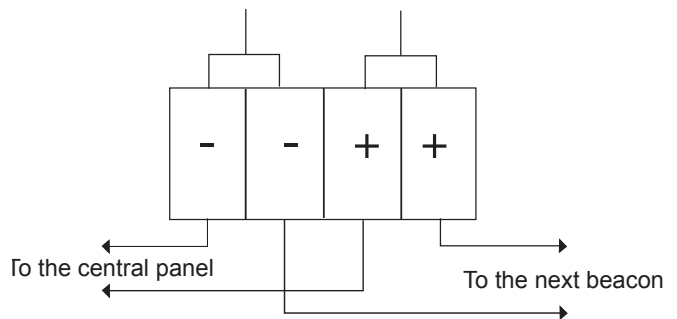 - - + +
To the central panel
To the next beacon